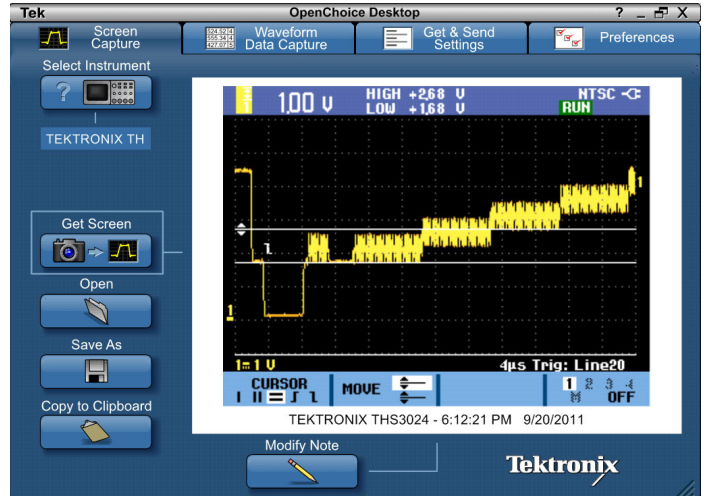 Tek OpenChoice Desktop ? _ X
Screen Capture
Waveform Data Capture
Get & Send Settings
Preferences
Select Instrument
TEKTRONIX TH
Get Screen
Open
Save As
Copy to Clipboard
1.00 V HIGH +2.68 V NTSC
LOW +1.68 V RUN
1
1
1= 1 V 4µs Trig: Line20
CURSOR MOVE 1 2 3 4
M OFF
TEKTRONIX THS3024 - 6:12:21 PM 9/20/2011
Modify Note
Tektronix